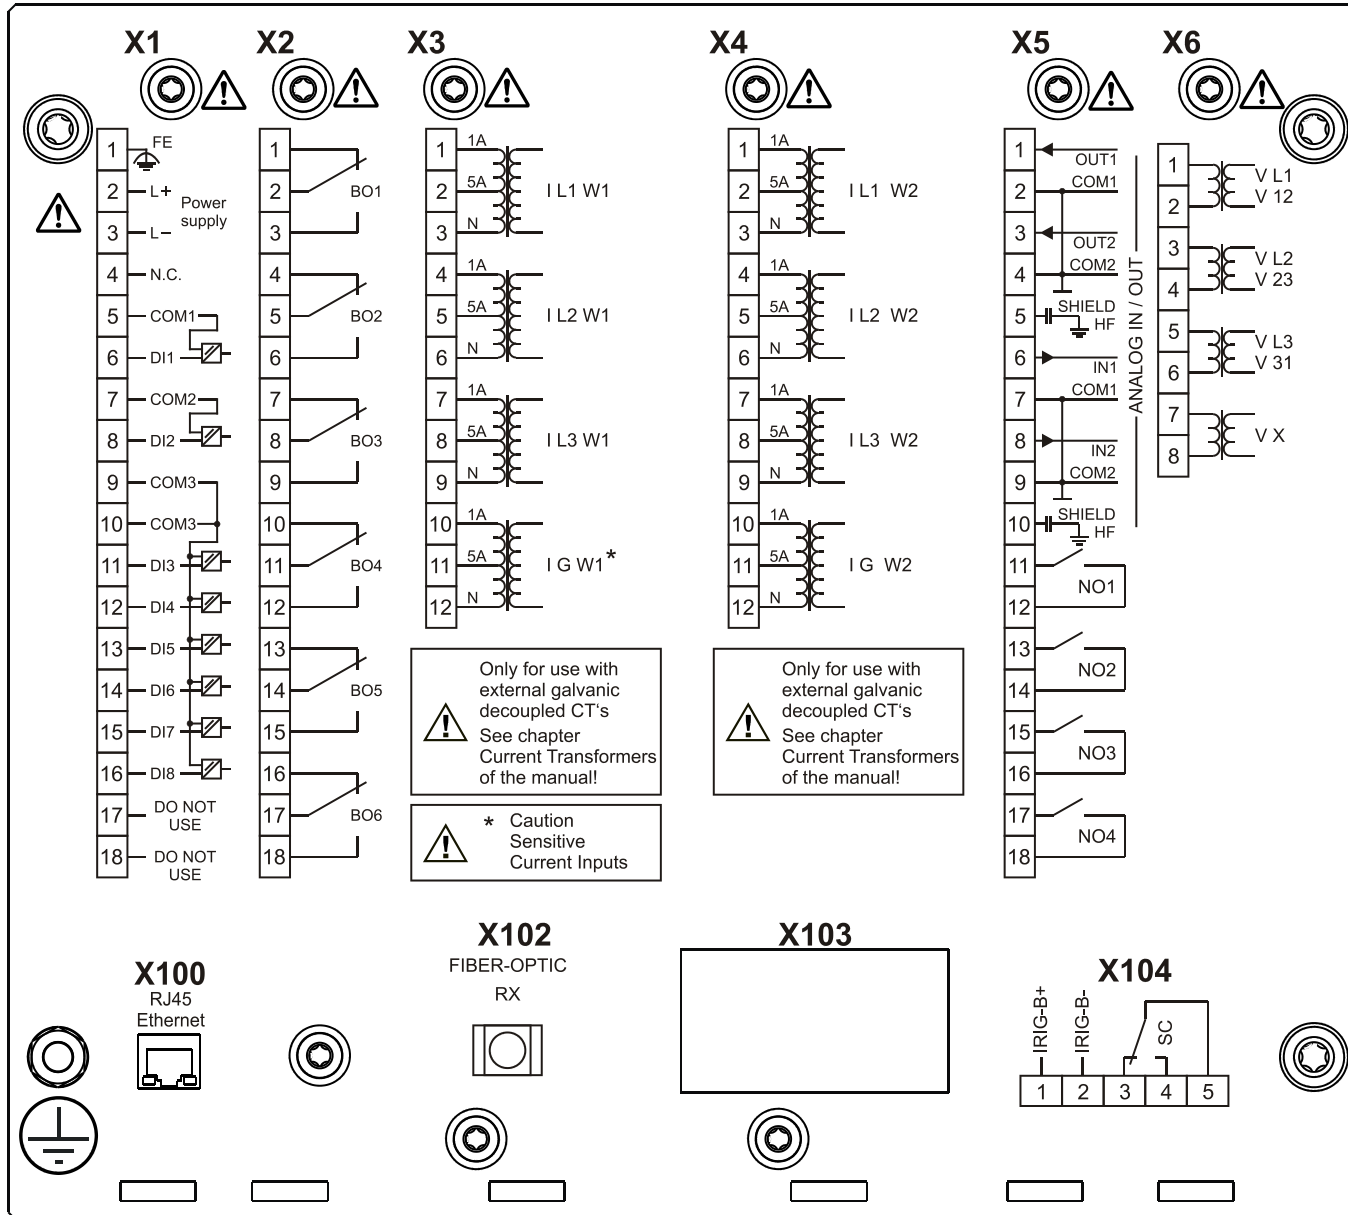 X1
X2
X3
X4
X5
X6
1 FE
2 L+
Power
supply
3 L−
4 N.C.
5 COM1
6 DI1
7 COM2
8 DI2
9 COM3
10 COM3
11 DI3
12 DI4
13 DI5
14 DI6
15 DI7
16 DI8
17 DO NOT
USE
18 DO NOT
USE
1
2 BO1
3
4
5 BO2
6
7
8 BO3
9
10
11 BO4
12
13
14 BO5
15
16
17 BO6
18
1 1A
2 5A I L1 W1
3 N
4 1A
5 5A I L2 W1
6 N
7 1A
8 5A I L3 W1
9 N
10 1A
11 5A I G W1*
12 N
Only for use with
external galvanic
decoupled CT‘s
See chapter
Current Transformers
of the manual!
* Caution
Sensitive
Current Inputs
1 1A
2 5A I L1 W2
3 N
4 1A
5 5A I L2 W2
6 N
7 1A
8 5A I L3 W2
9 N
10 1A
11 5A I G W2
12 N
Only for use with
external galvanic
decoupled CT‘s
See chapter
Current Transformers
of the manual!
1 OUT1
2 COM1
3 OUT2
4 COM2
5 SHIELD
HF
6 IN1
7 COM1
8 IN2
9 COM2
10 SHIELD
HF
ANALOG IN / OUT
11
NO1
12
13
NO2
14
15
NO3
16
17
NO4
18
1 V L1
2 V 12
3 V L2
4 V 23
5 V L3
6 V 31
7 V X
8
X100
RJ45
Ethernet
X102
FIBER-OPTIC
RX
X103
X104
IRIG-B+
IRIG-B-
SC
1 2 3 4 5